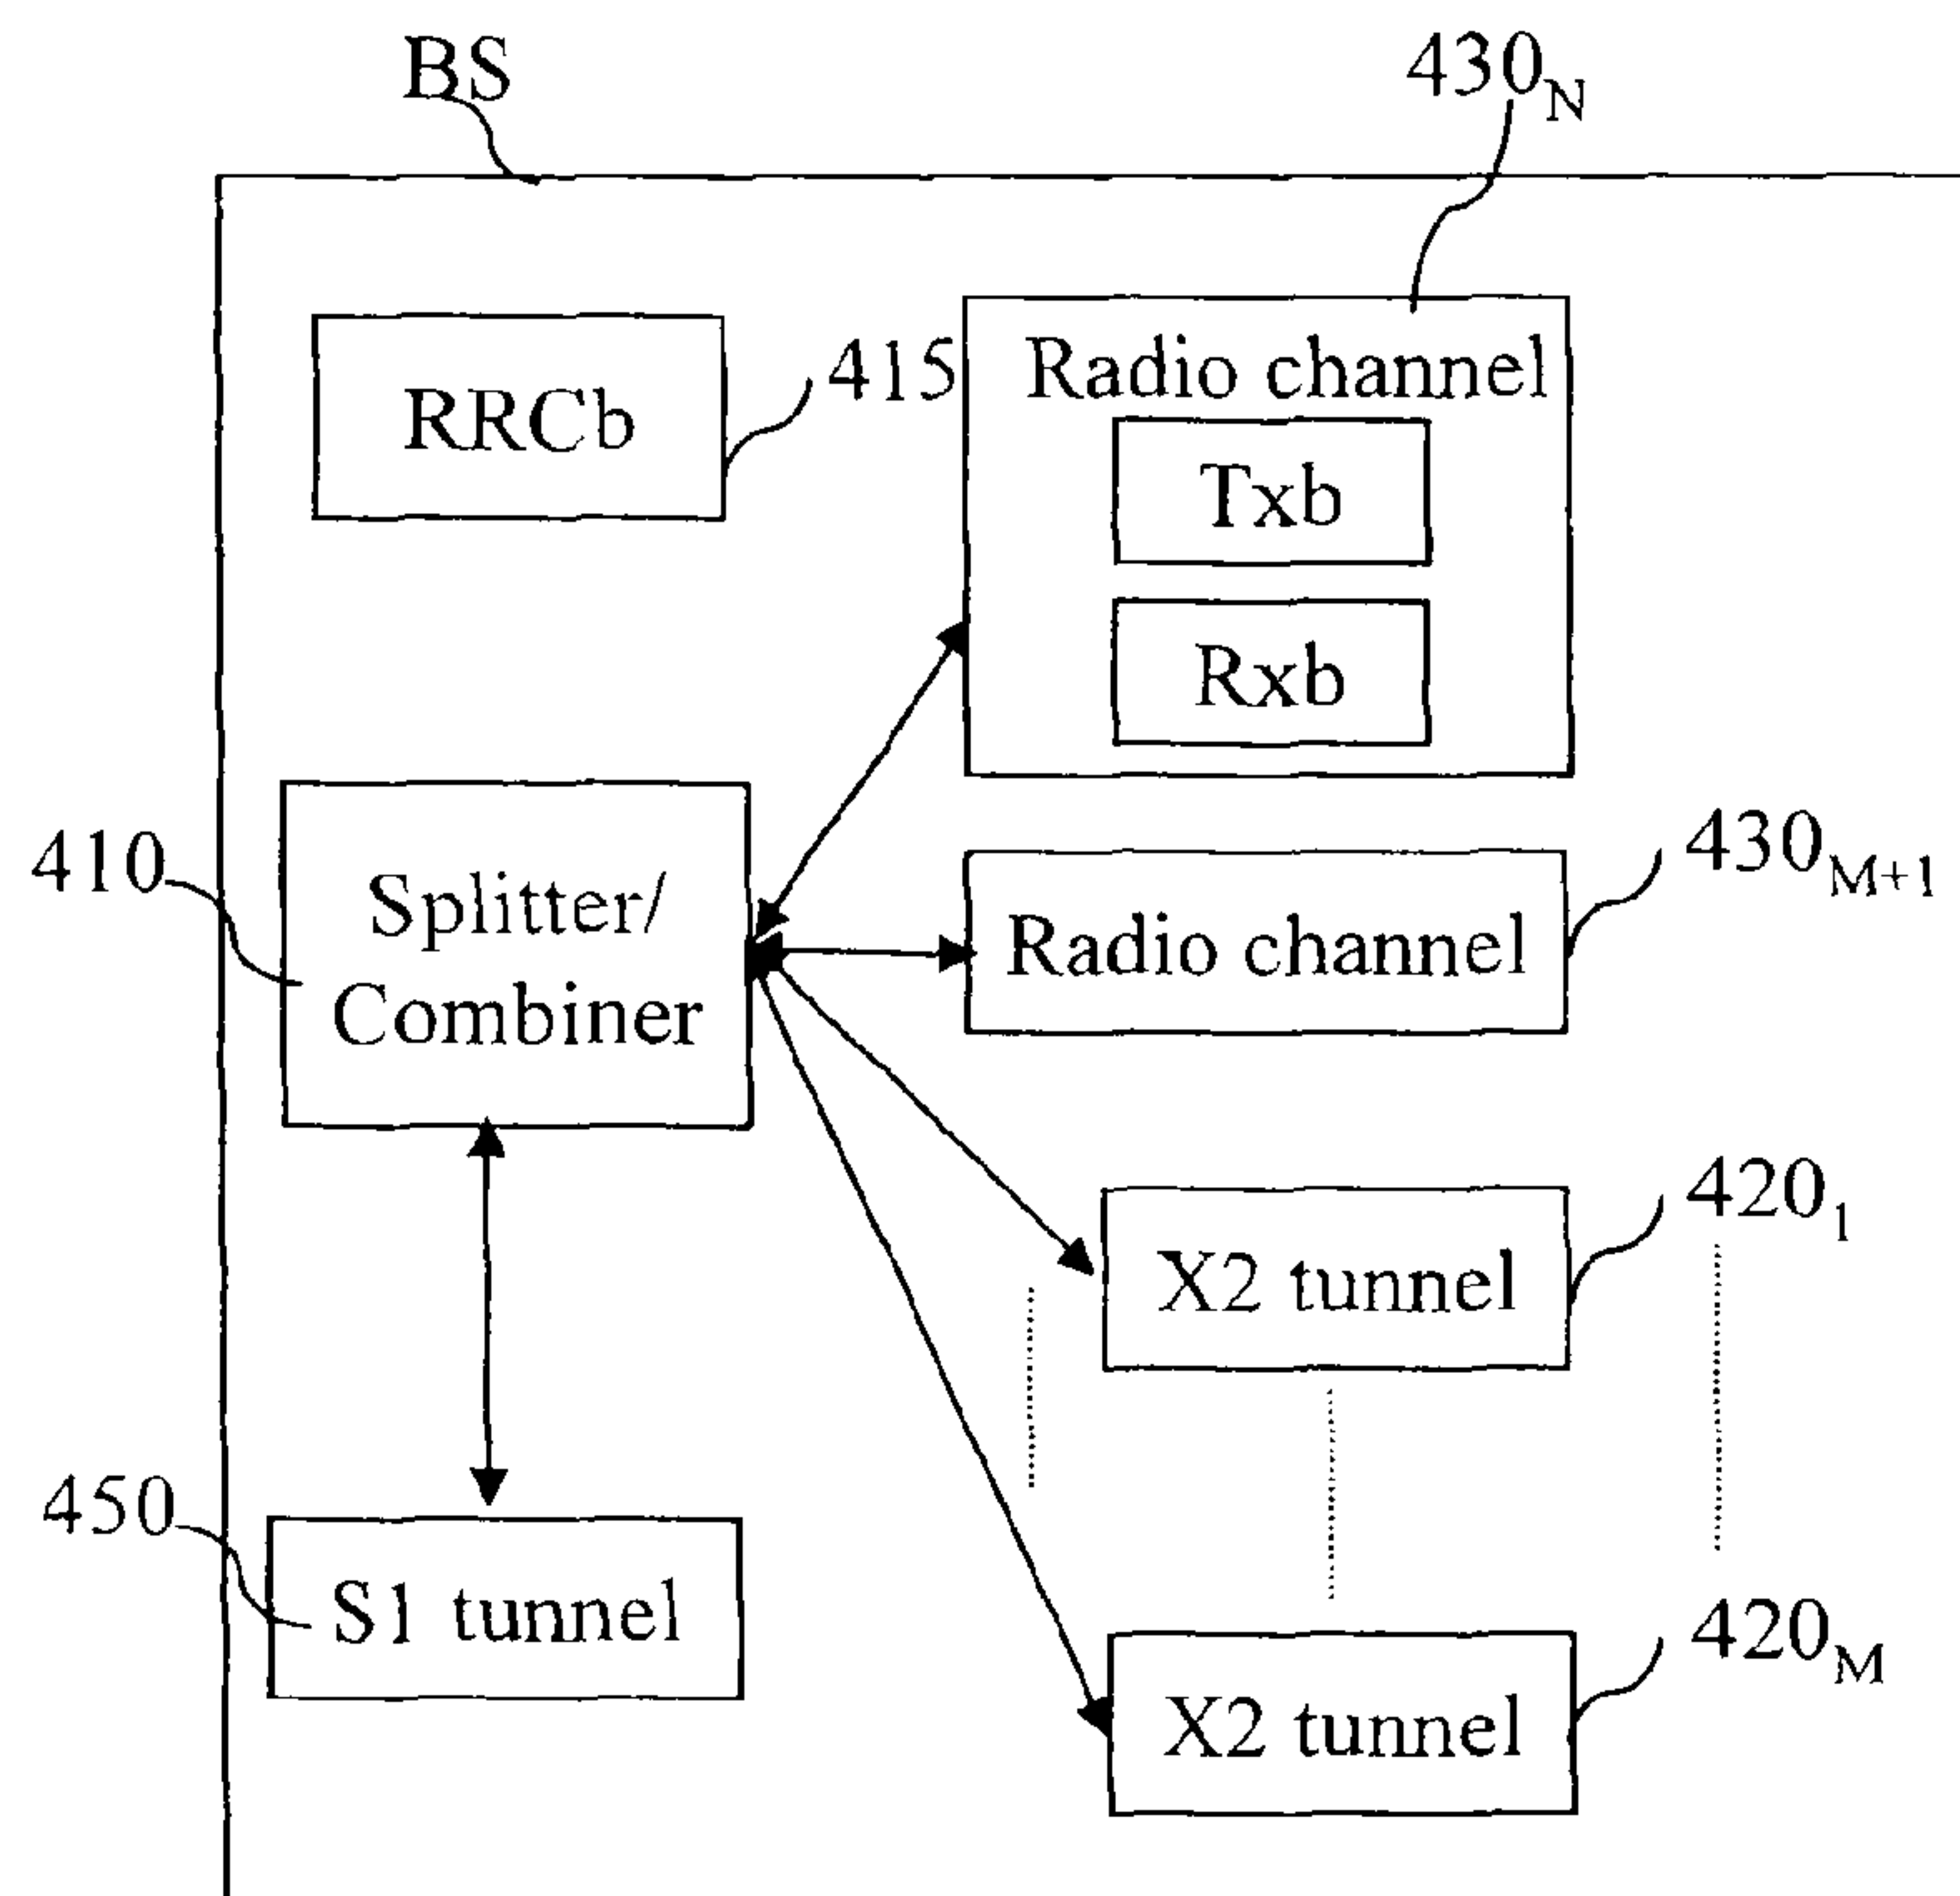 BS
430N
RRCb
415
Radio channel
Txb
Rxb
410
Splitter/
Combiner
Radio channel
430M+1
X2 tunnel
4201
450
S1 tunnel
X2 tunnel
420M